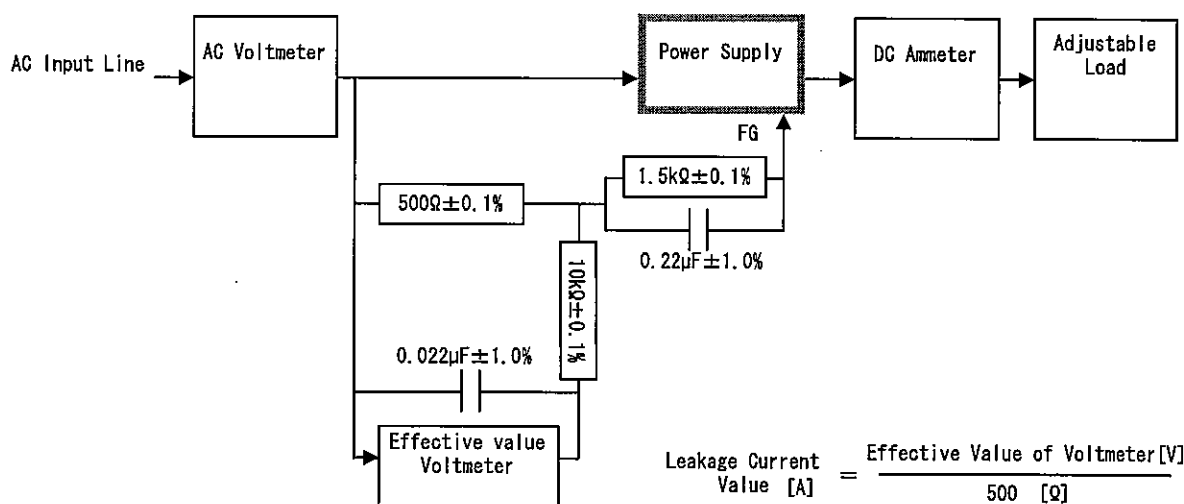 AC Input Line
AC Voltmeter
Power Supply
DC Ammeter
Adjustable
Load
FG
1.5kΩ±0.1%
500Ω±0.1%
0.22μF±1.0%
10kΩ±0.1%
0.022μF±1.0%
Effective value
Voltmeter
Leakage Current
Value [A]
=
Effective Value of Voltmeter[V]
500 [Ω]